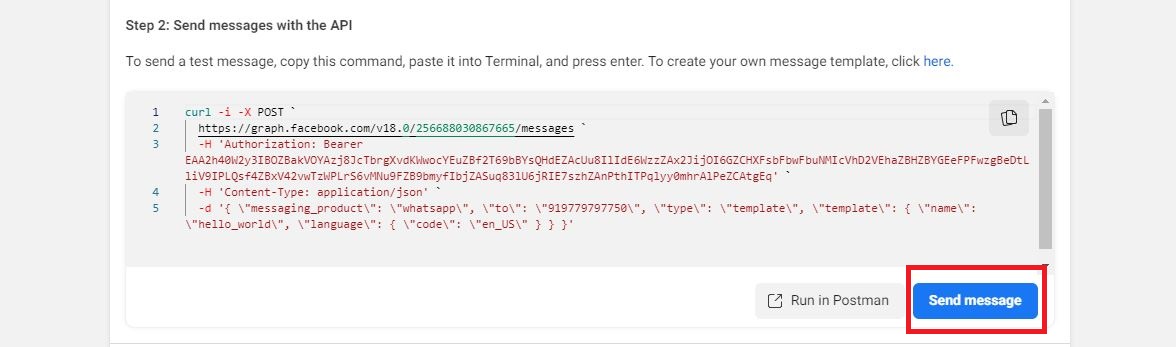 Step 2: Send messages with the API
To send a test message, copy this command, paste it into Terminal, and press enter. To create your own message template, click here.
1 curl -i -X POST `
2 https://graph.facebook.com/v18.0/256688030867665/messages `
3 -H 'Authorization: Bearer
EAA2h40W2y3IBOZBakVOYAzj8JcTbrgXvdKWwocYEuZBf2T69bBYsQHdEZAcUu8IlIdE6WzzZAx2JijOI6GZCHXFsbFbwFbuNMIcVhD2VEhaZBHZBYGEeFPFwzgBeDtL
liV9IPLQsf4ZBxV42vwTzWPLrS6vMNu9FZB9bmyfIbjZASuq83lU6jRIE7szhZAnPthITPqlyy0mhrAlPeZCAtgEq' `
4 -H 'Content-Type: application/json' `
5 -d '{ \"messaging_product\": \"whatsapp\", \"to\": \"919779797750\", \"type\": \"template\", \"template\": { \"name\":
\"hello_world\", \"language\": { \"code\": \"en_US\" } } }'
Run in Postman
Send message